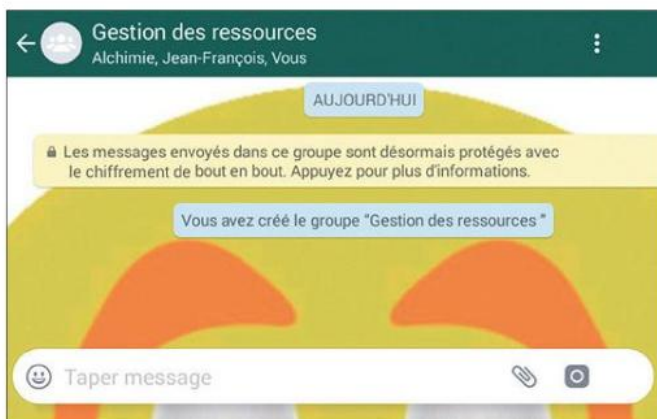 Gestion des ressources
Alchimie, Jean-François, Vous
AUJOURD'HUI
Les messages envoyés dans ce groupe sont désormais protégés avec
le chiffrement de bout en bout. Appuyez pour plus d'informations.
Vous avez créé le groupe "Gestion des ressources "
Taper message